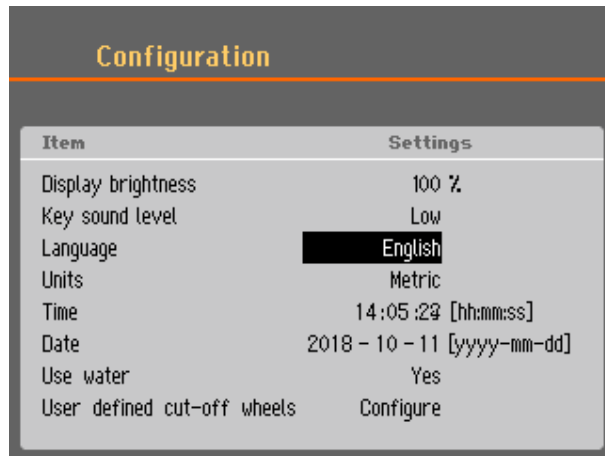 Configuration
Item Settings
Display brightness 100 %
Key sound level Low
Language English
Units Metric
Time 14:05: [hh:mm:ss]
Date 2018 - 10 - 11 [yyyy-mm-dd]
Use water Yes
User defined cut-off wheels Configure